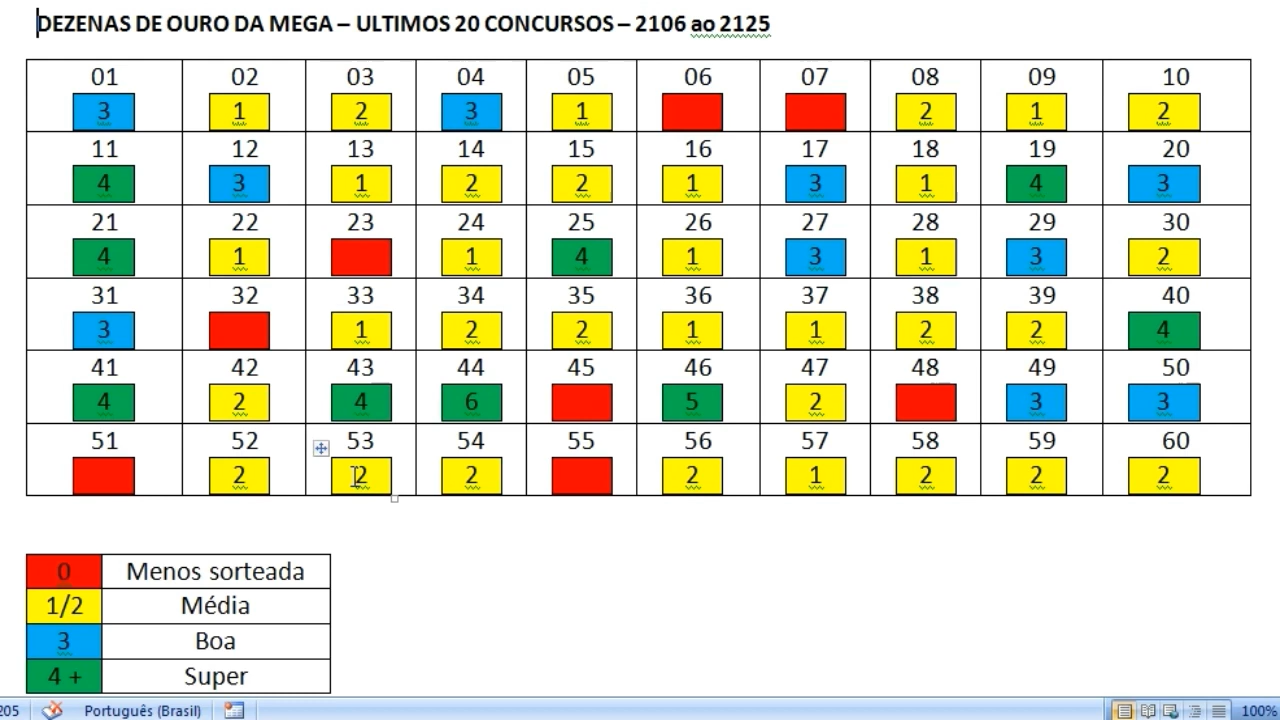 DEZENAS DE OURO DA MEGA – ULTIMOS 20 CONCURSOS – 2106 ao 2125
01 02 03 04 05 06 07 08 09 10
3 1 2 3 1 2 1 2
11 12 13 14 15 16 17 18 19 20
4 3 1 2 2 1 3 1 4 3
21 22 23 24 25 26 27 28 29 30
4 1 1 4 1 3 1 3 2
31 32 33 34 35 36 37 38 39 40
3 1 2 2 1 1 2 2 4
41 42 43 44 45 46 47 48 49 50
4 2 4 6 5 2 3 3
51 52 53 54 55 56 57 58 59 60
2 2 2 2 1 2 2 2
0 Menos sorteada
1/2 Média
3 Boa
4 + Super
205 Português (Brasil) 100%